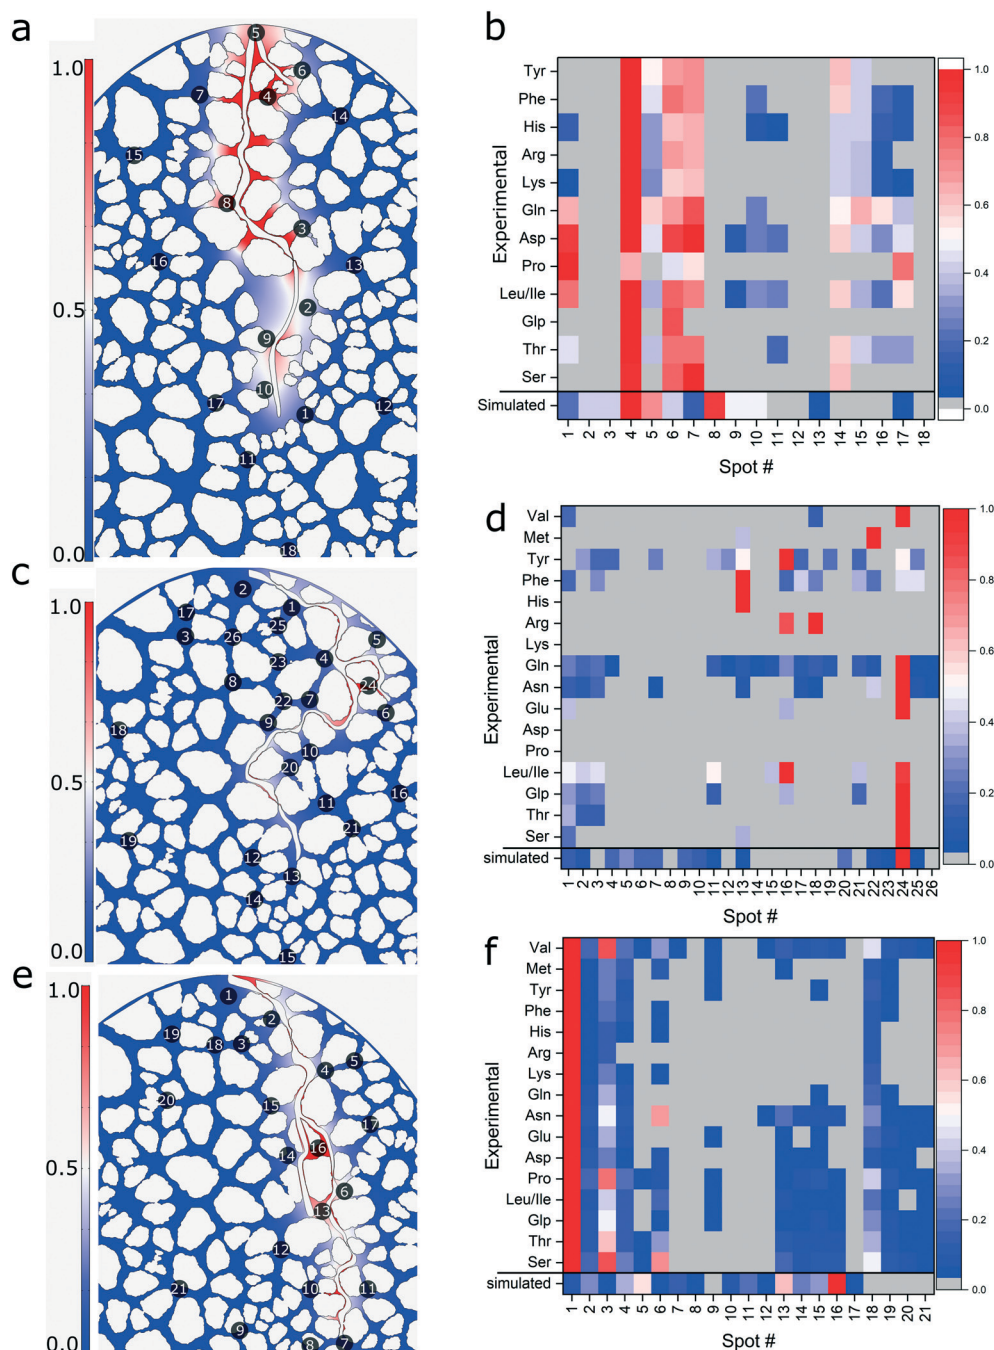 a
1.0
0.5
0.0
5
6
7
4
14
15
8
3
16
13
2
9
10
17
12
1
11
18
b
Experimental
Tyr
Phe
His
Arg
Lys
Gln
Asp
Pro
Leu/Ile
Glp
Thr
Ser
Simulated
1 2 3 4 5 6 7 8 9 10 11 12 13 14 15 16 17 18
Spot #
1.0
0.8
0.6
0.4
0.2
0.0
c
1.0
0.5
0.0
2
1
17
25
3
26
5
4
23
8
24
22
7
6
9
18
10
20
16
11
21
19
12
13
14
15
d
Experimental
Val
Met
Tyr
Phe
His
Arg
Lys
Gln
Asn
Glu
Asp
Pro
Leu/Ile
Glp
Thr
Ser
simulated
1 2 3 4 5 6 7 8 9 10 11 12 13 14 15 16 17 18 19 20 21 22 23 24 25 26
Spot #
1.0
0.8
0.6
0.4
0.2
0.0
e
1.0
0.5
0.0
1
2
19
18
3
5
4
20
15
17
16
14
6
13
12
21
10
11
9
8
7
f
Experimental
Val
Met
Tyr
Phe
His
Arg
Lys
Gln
Asn
Glu
Asp
Pro
Leu/Ile
Glp
Thr
Ser
simulated
1 2 3 4 5 6 7 8 9 10 11 12 13 14 15 16 17 18 19 20 21
Spot #
1.0
0.8
0.6
0.4
0.2
0.0